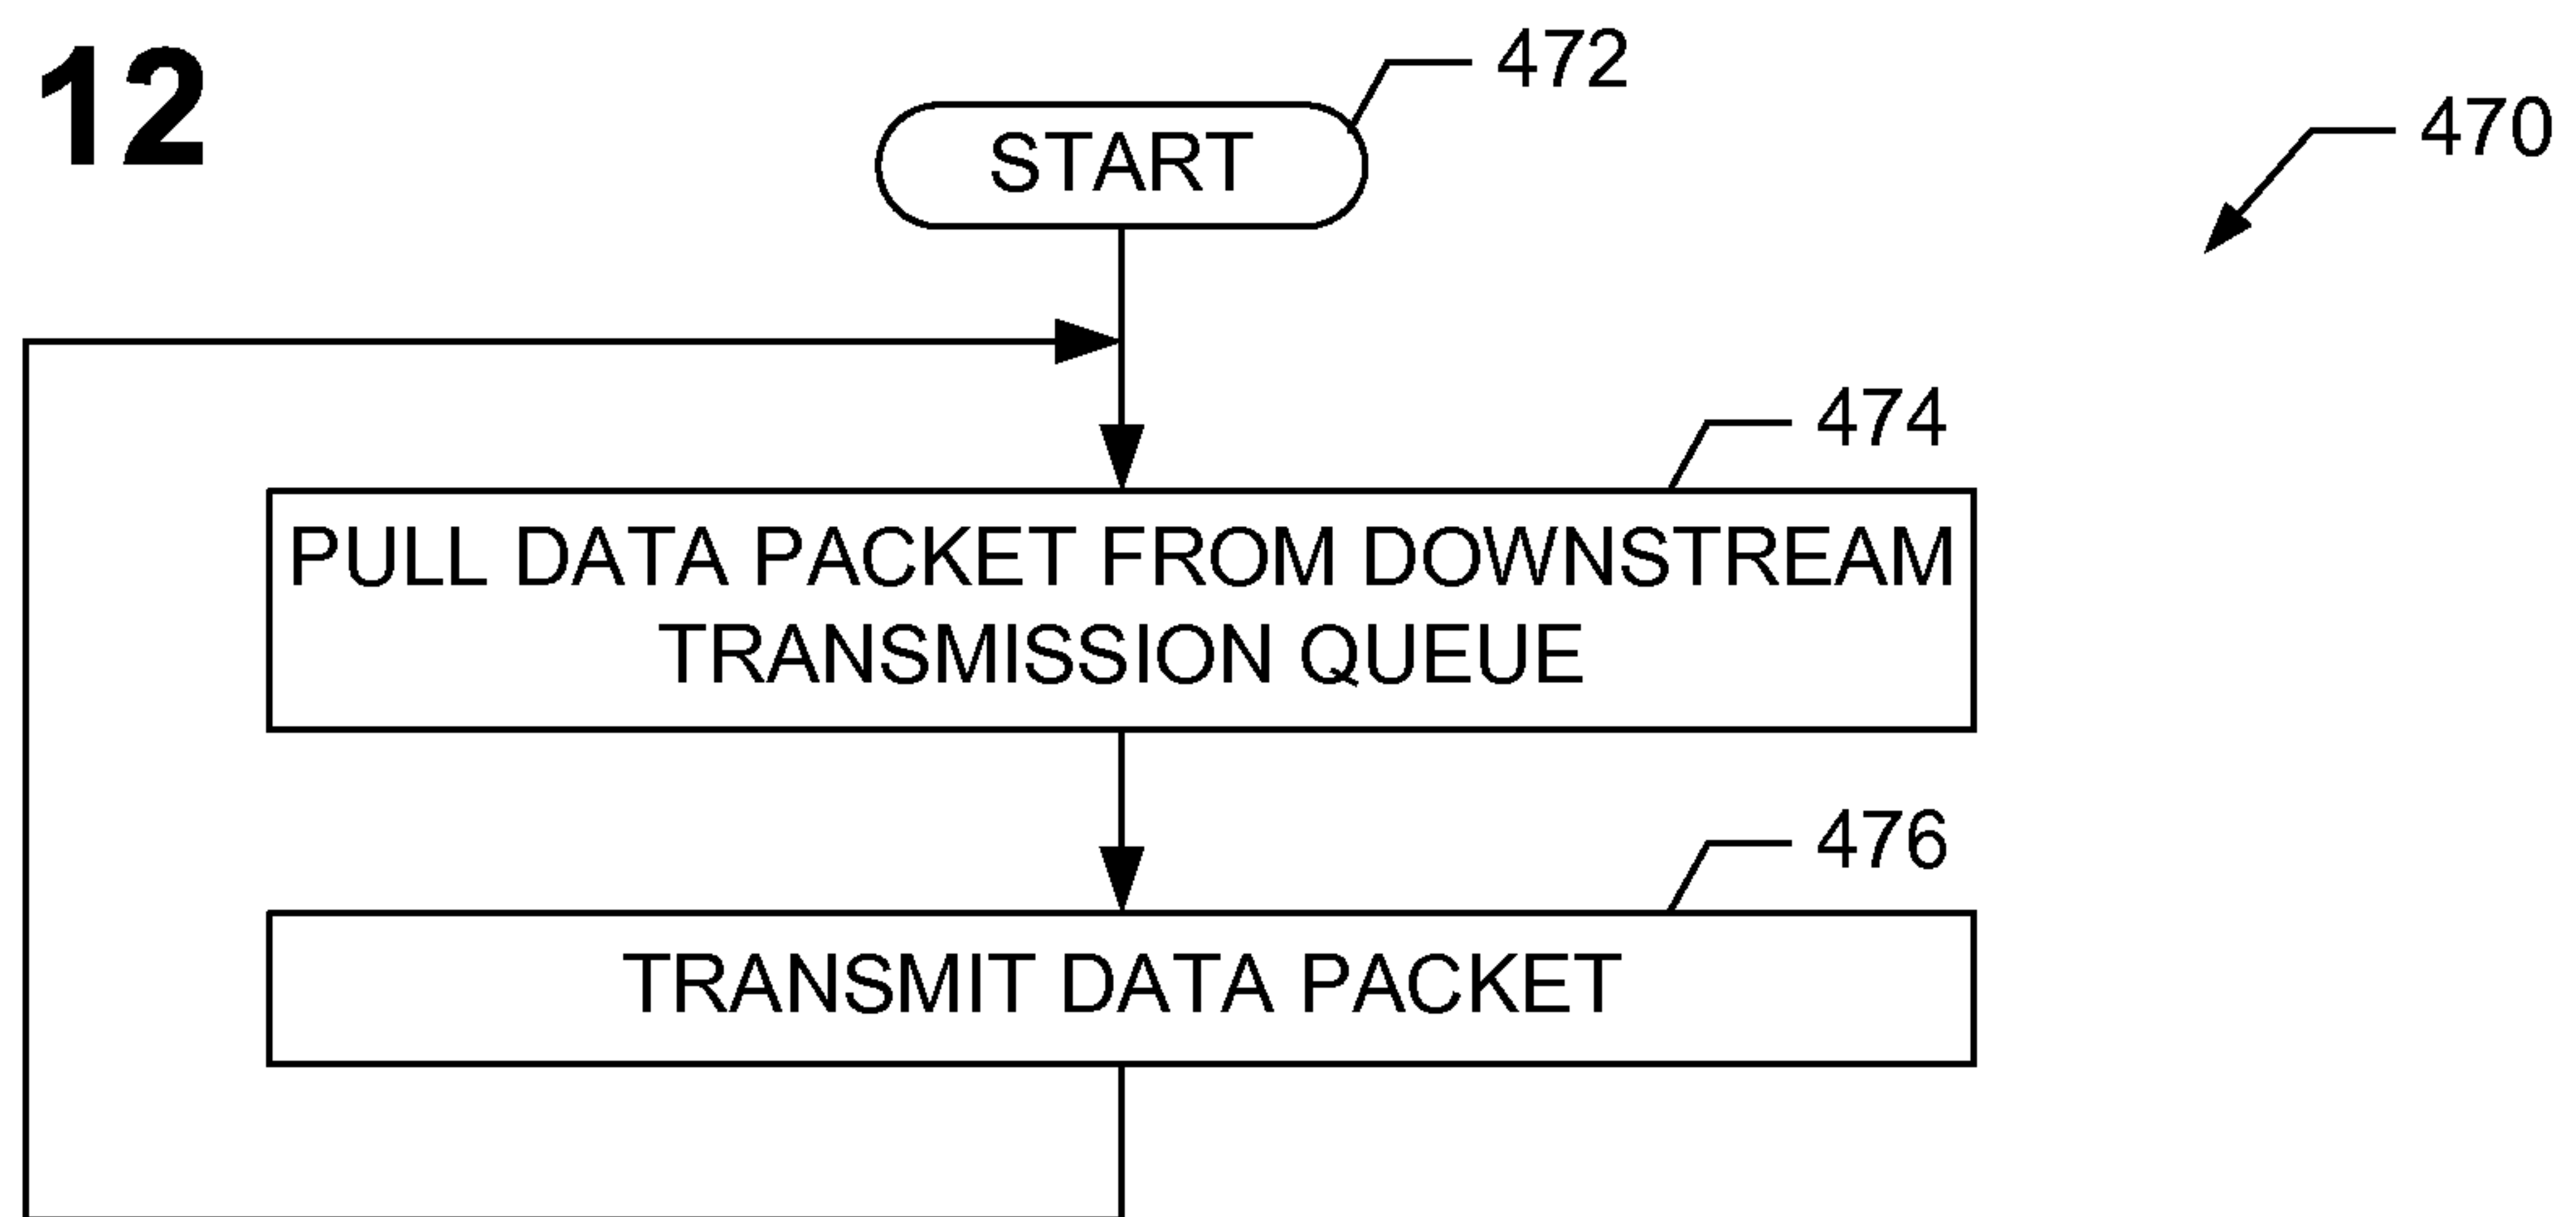 12
472
START
470
474
PULL DATA PACKET FROM DOWNSTREAM
TRANSMISSION QUEUE
476
TRANSMIT DATA PACKET